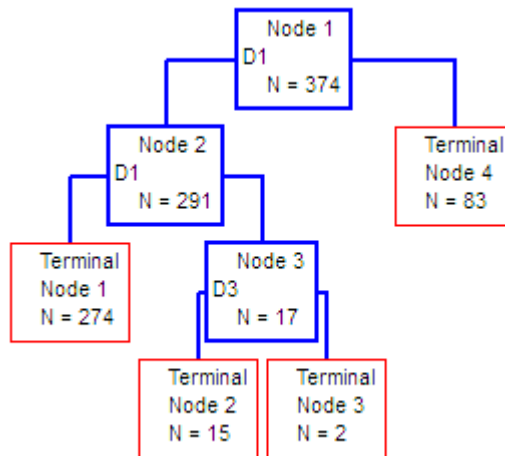 Node 1
D1
N = 374
Node 2
D1
N = 291
Terminal
Node 4
N = 83
Terminal
Node 1
N = 274
Node 3
D3
N = 17
Terminal
Node 2
N = 15
Terminal
Node 3
N = 2